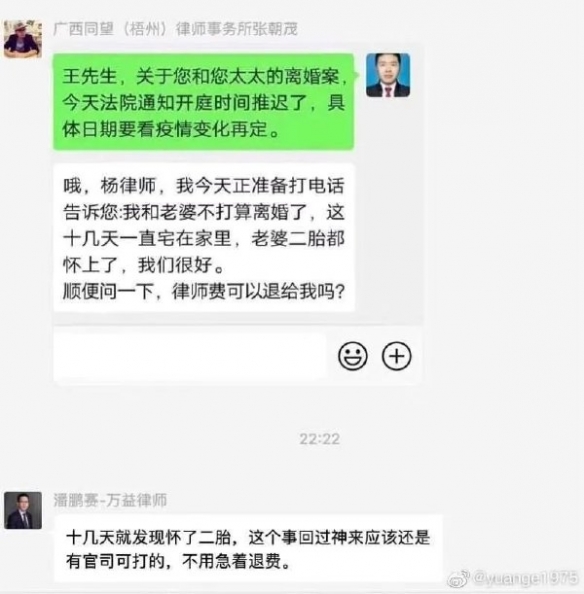 广西同望（梧州）律师事务所张朝茂
王先生，关于您和您太太的离婚案，
今天法院通知开庭时间推迟了，具
体日期要看疫情变化再定。
哦，杨律师，我今天正准备打电话
告诉您:我和老婆不打算离婚了，这
十几天一直宅在家里，老婆二胎都
怀上了，我们很好。
顺便问一下，律师费可以退给我吗?
22:22
潘鹏赛-万益律师
十几天就发现怀了二胎，这个事回过神来应该还是
有官司可打的，不用急着退费。
@yuange1975